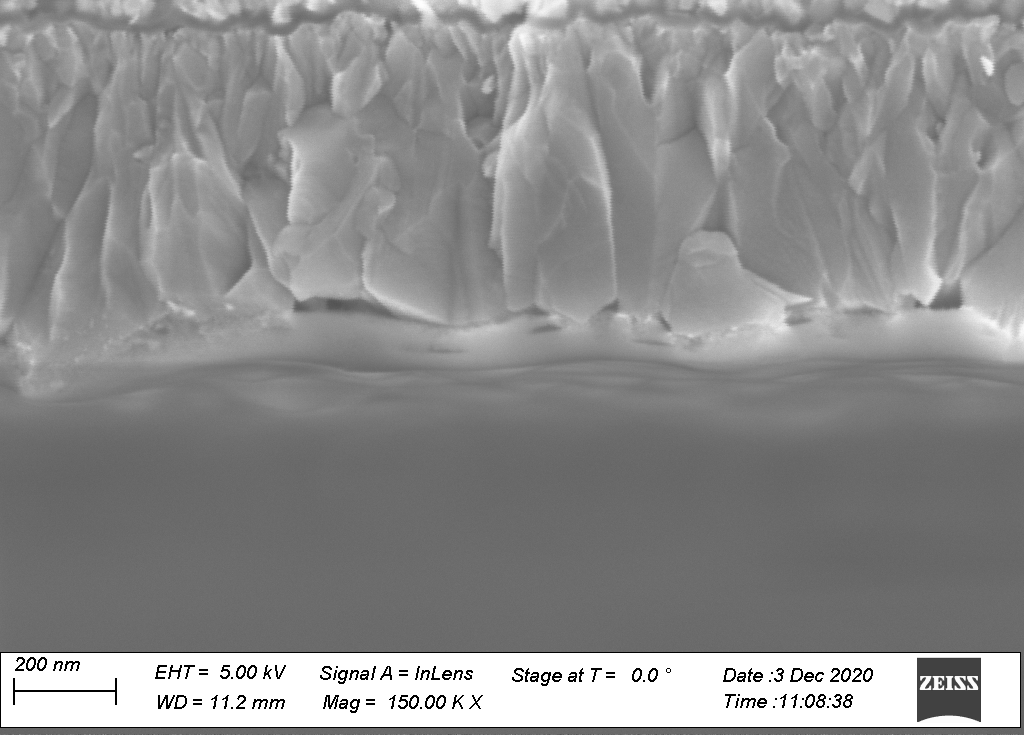 200 nm
EHT = 5.00 kV
Signal A = InLens
Stage at T = 0.0 °
Date :3 Dec 2020
WD = 11.2 mm
Mag = 150.00 K X
Time :11:08:38
ZEISS